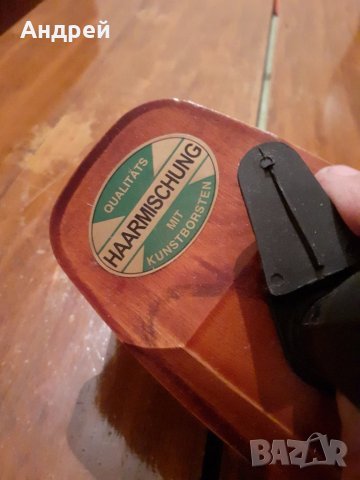 Андрей
QUALITÄTS
HAARMISCHUNG
MIT
KUNSTBORSTEN
BAZAR